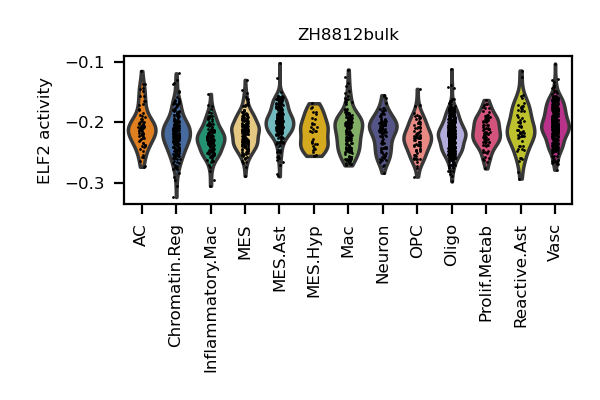 ZH8812bulk
ELF2 activity
−0.1
−0.2
−0.3
AC
Chromatin.Reg
Inflammatory.Mac
MES
MES.Ast
MES.Hyp
Mac
Neuron
OPC
Oligo
Prolif.Metab
Reactive.Ast
Vasc